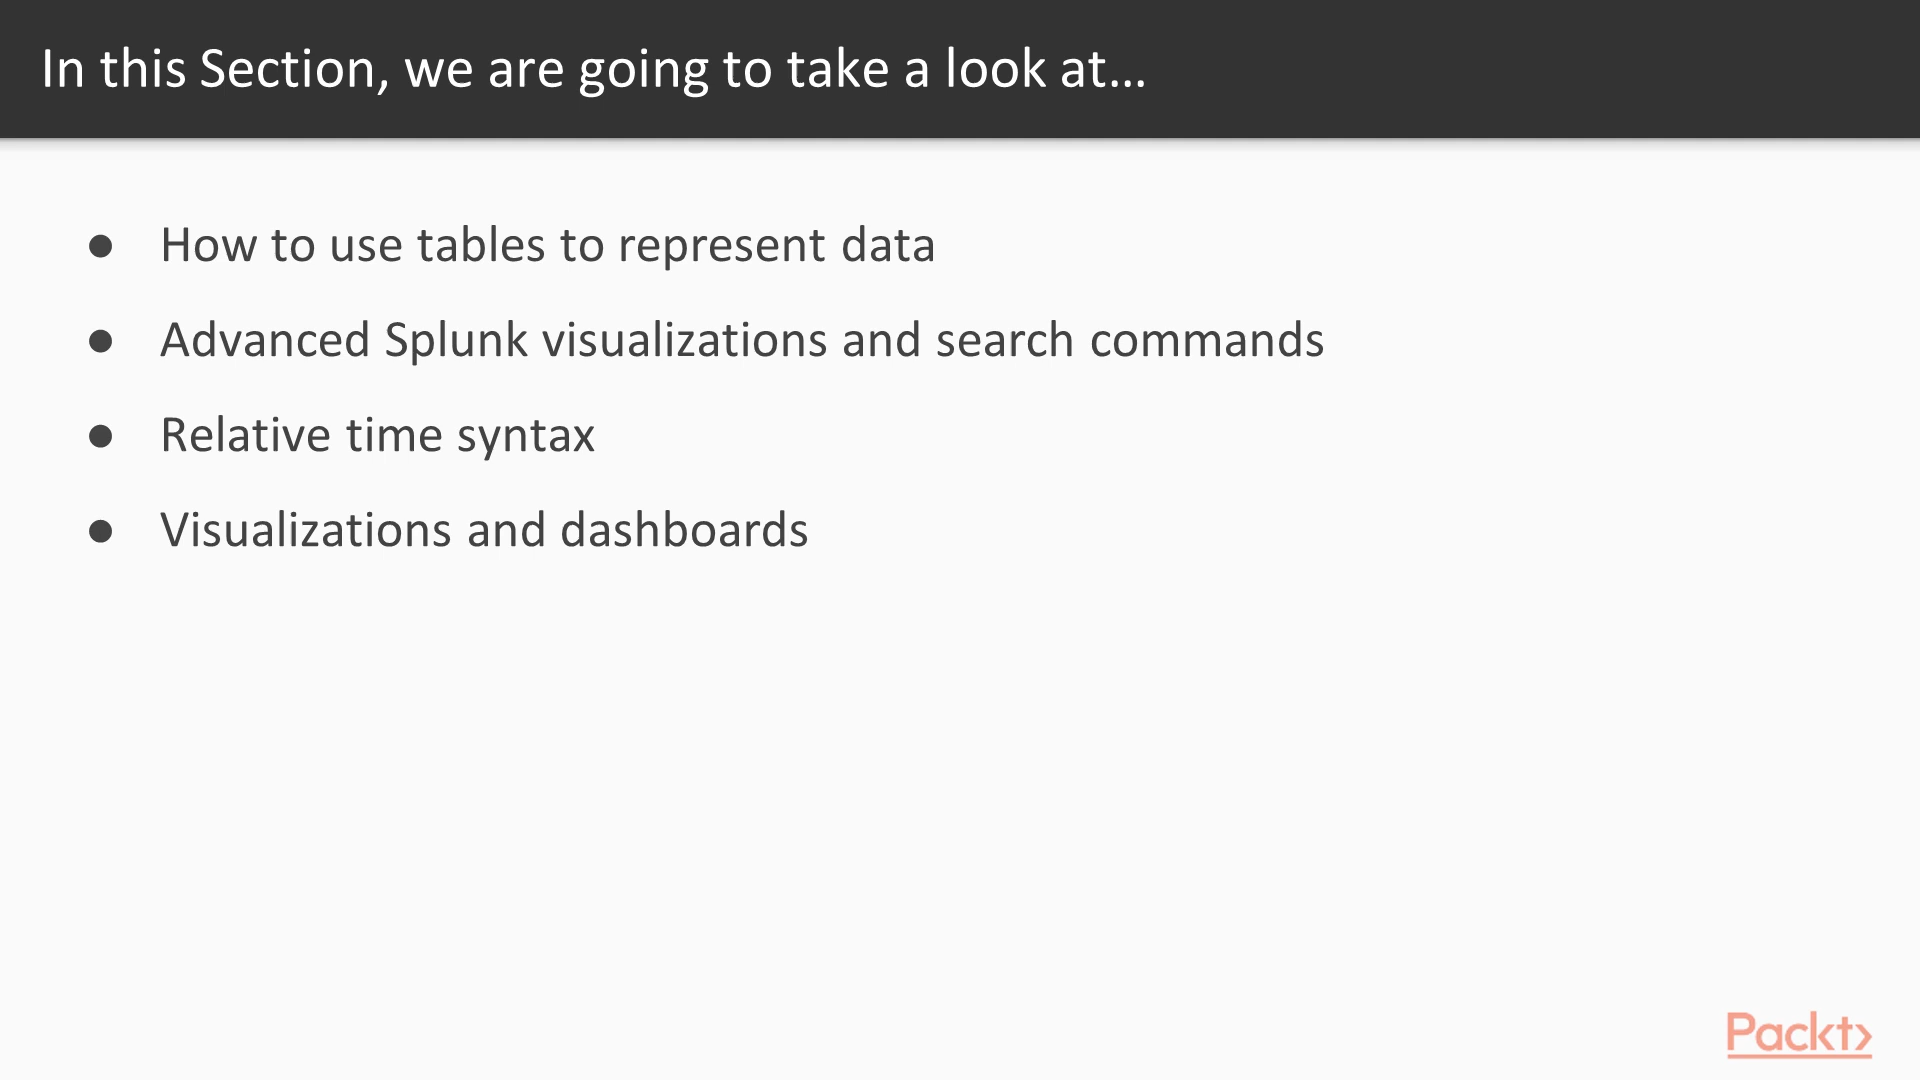 In this Section, we are going to take a look at...
● How to use tables to represent data
● Advanced Splunk visualizations and search commands
● Relative time syntax
● Visualizations and dashboards
Packt>